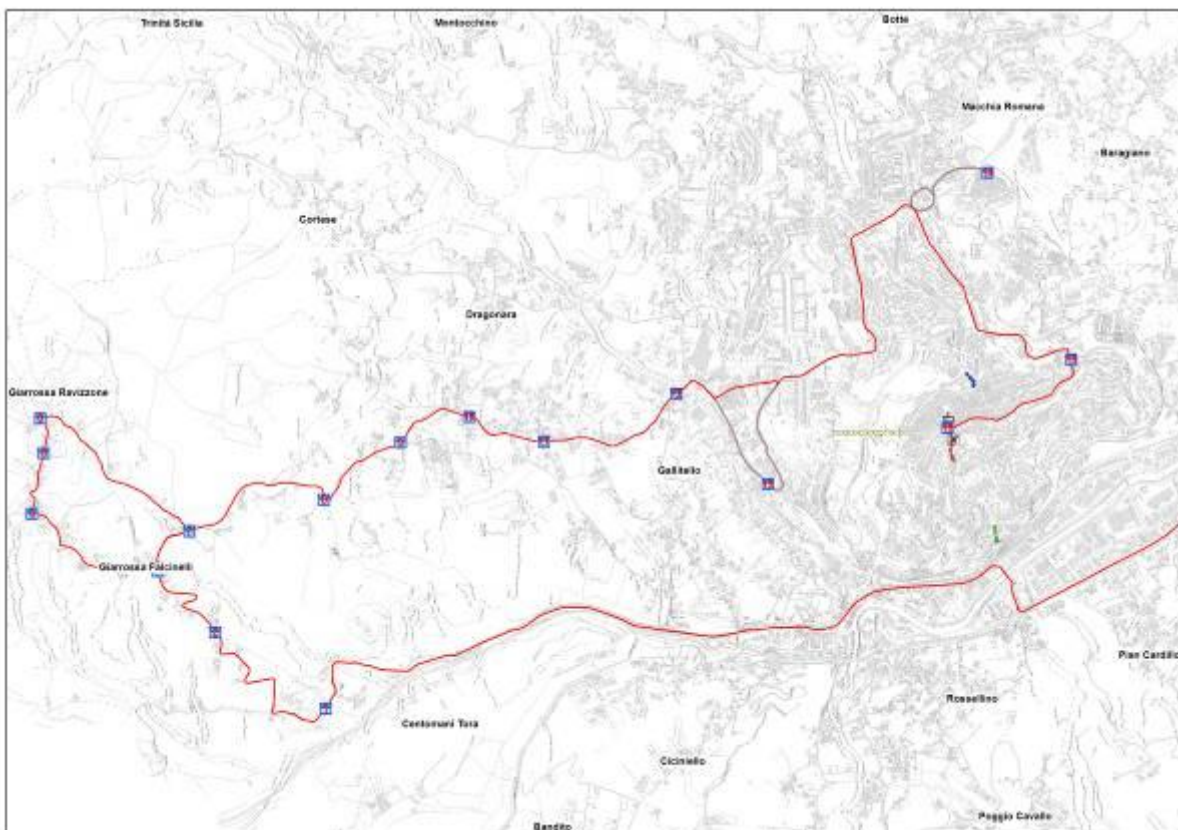 Trinità Sicilia
Montocchino
Botte
Macchia Romana
Baragiano
Cortese
Dragonara
Giarrossa Ravizzone
Gallitello
Giarrossa Falcinelli
Pian Cardillo
Rossellino
Centomani Tora
Ciciniello
Poggio Cavallo
Bandito